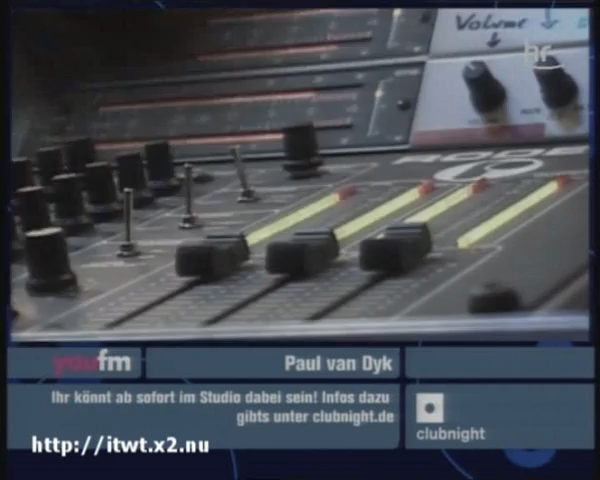 Volume
hr
RODEC
youfm
Paul van Dyk
Ihr könnt ab sofort im Studio dabei sein! Infos dazu
gibts unter clubnight.de
clubnight
http://itwt.x2.nu